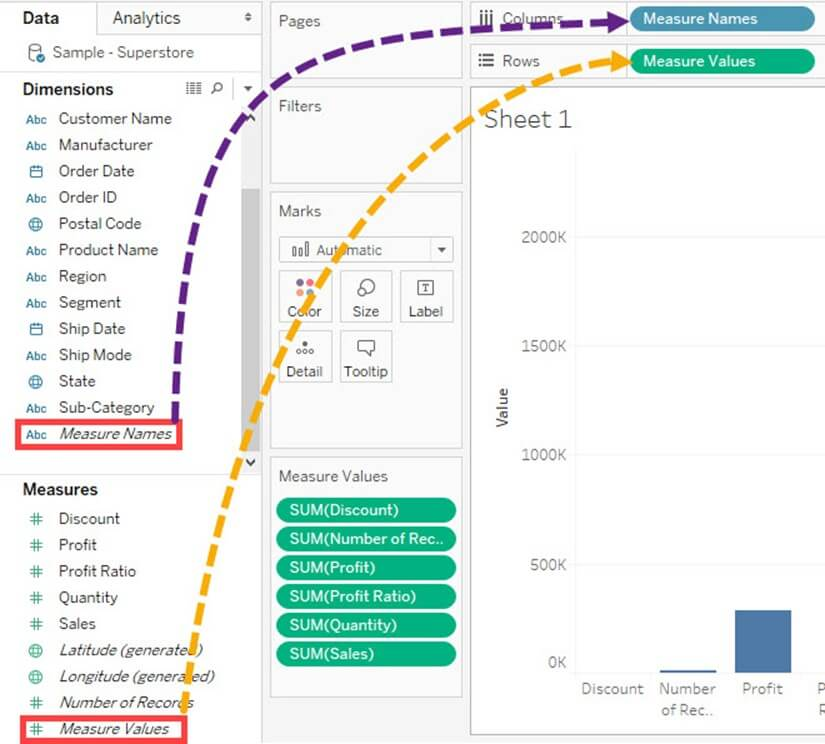 Data
Analytics
Sample - Superstore
Dimensions
Abc Customer Name
Abc Manufacturer
Order Date
Abc Order ID
Postal Code
Abc Product Name
Abc Region
Abc Segment
Ship Date
Abc Ship Mode
State
Abc Sub-Category
Abc Measure Names
Measures
# Discount
# Profit
# Profit Ratio
# Quantity
# Sales
Latitude (generated)
Longitude (generated)
# Number of Records
# Measure Values
Pages
Filters
Marks
Automatic
Color
Size
T
Label
Detail
Tooltip
Measure Values
SUM(Discount)
SUM(Number of Rec..
SUM(Profit)
SUM(Profit Ratio)
SUM(Quantity)
SUM(Sales)
Columns
Measure Names
Rows
Measure Values
Sheet 1
Value
2000K
1500K
1000K
500K
0K
Discount
Number
of Rec..
Profit
P
R